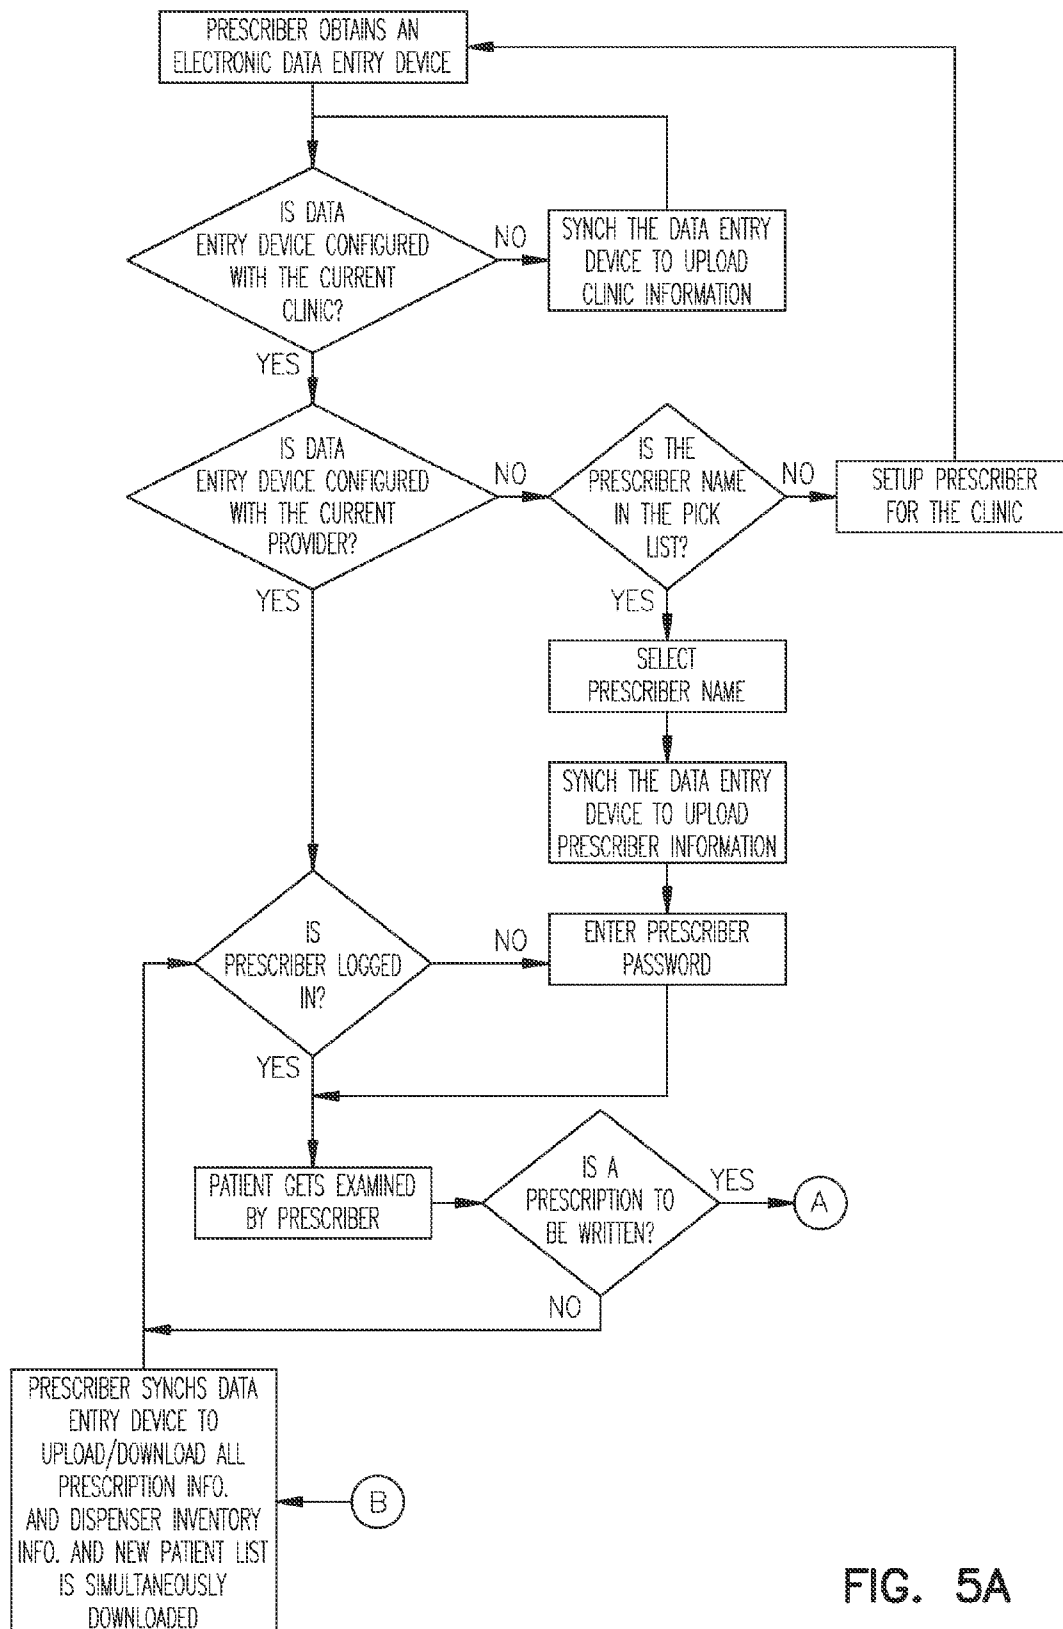 PRESCRIBER OBTAINS AN
ELECTRONIC DATA ENTRY DEVICE
IS DATA
ENTRY DEVICE CONFIGURED
WITH THE CURRENT
CLINIC?
NO
SYNCH THE DATA ENTRY
DEVICE TO UPLOAD
CLINIC INFORMATION
YES
IS DATA
ENTRY DEVICE CONFIGURED
WITH THE CURRENT
PROVIDER?
NO
IS THE
PRESCRIBER NAME
IN THE PICK
LIST?
NO
SETUP PRESCRIBER
FOR THE CLINIC
YES
YES
SELECT
PRESCRIBER NAME
SYNCH THE DATA ENTRY
DEVICE TO UPLOAD
PRESCRIBER INFORMATION
IS
PRESCRIBER LOGGED
IN?
NO
ENTER PRESCRIBER
PASSWORD
YES
PATIENT GETS EXAMINED
BY PRESCRIBER
IS A
PRESCRIPTION TO
BE WRITTEN?
YES
A
NO
PRESCRIBER SYNCHS DATA
ENTRY DEVICE TO
UPLOAD/DOWNLOAD ALL
PRESCRIPTION INFO.
AND DISPENSER INVENTORY
INFO. AND NEW PATIENT LIST
IS SIMULTANEOUSLY
DOWNLOADED
B
FIG. 5A